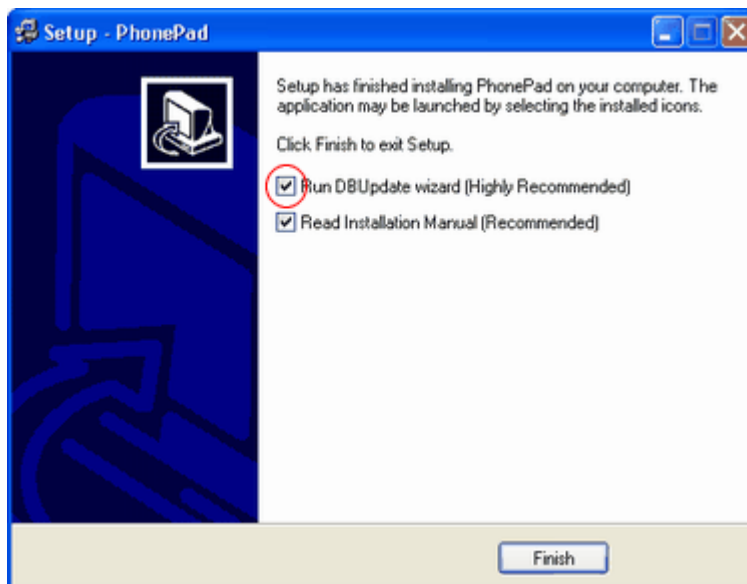 Setup - PhonePad
Setup has finished installing PhonePad on your computer. The
application may be launched by selecting the installed icons.
Click Finish to exit Setup.
Run DBUpdate wizard (Highly Recommended)
Read Installation Manual (Recommended)
Finish